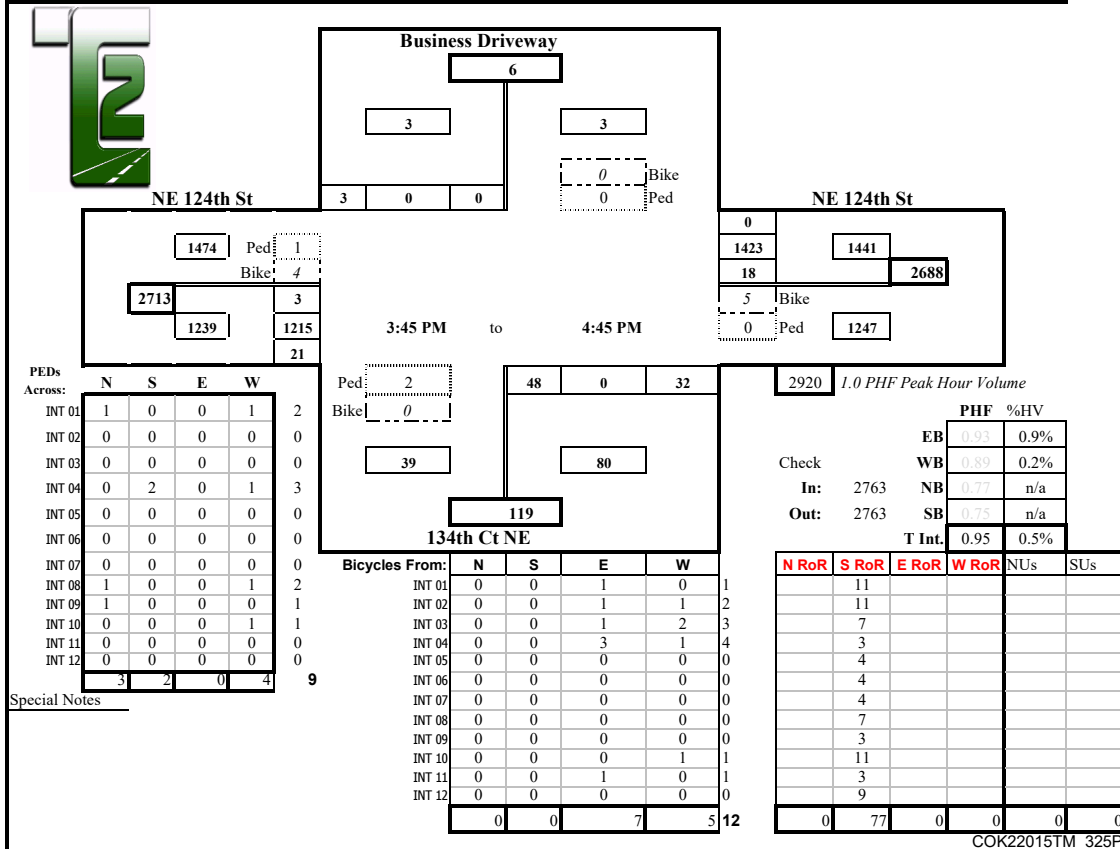 T2
Business Driveway
6
3 3
0 Bike
NE 124th St 3 0 0 0 Ped NE 124th St
0
1474 Ped 1 1423 1441
Bike 4 18 2688
2713 3 5 Bike
1239 1215 3:45 PM to 4:45 PM 0 Ped 1247
21
PEDs Across: N S E W
Ped 2 48 0 32 2920 1.0 PHF Peak Hour Volume
Bike 0
INT 01 1 0 0 1 2
INT 02 0 0 0 0 0
INT 03 0 0 0 0 0
INT 04 0 2 0 1 3
INT 05 0 0 0 0 0
INT 06 0 0 0 0 0
INT 07 0 0 0 0 0
INT 08 1 0 0 1 2
INT 09 1 0 0 0 1
INT 10 0 0 0 1 1
INT 11 0 0 0 0 0
INT 12 0 0 0 0 0
3 2 0 4 9
Special Notes
39 80
119
134th Ct NE
PHF %HV
EB 0.93 0.9%
Check WB 0.89 0.2%
In: 2763 NB 0.77 n/a
Out: 2763 SB 0.75 n/a
T Int. 0.95 0.5%
Bicycles From: N S E W
INT 01 0 0 1 0 1
INT 02 0 0 1 1 2
INT 03 0 0 1 2 3
INT 04 0 0 3 1 4
INT 05 0 0 0 0 0
INT 06 0 0 0 0 0
INT 07 0 0 0 0 0
INT 08 0 0 0 0 0
INT 09 0 0 0 0 0
INT 10 0 0 0 1 1
INT 11 0 0 1 0 1
INT 12 0 0 0 0 0
0 0 7 5 12
N RoR S RoR E RoR W RoR NUs SUs
11
11
7
3
4
4
4
7
3
11
3
9
0 77 0 0 0 0
COK22015TM_325P